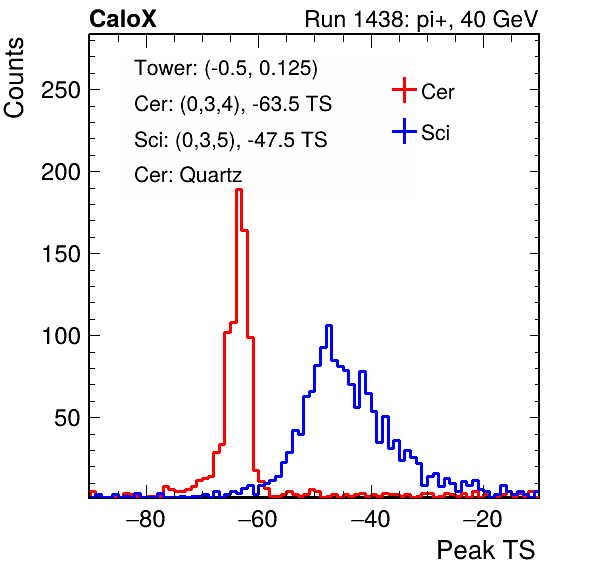 CaloX Run 1438: pi+, 40 GeV
Counts
Tower: (-0.5, 0.125)
Cer: (0,3,4), -63.5 TS
Sci: (0,3,5), -47.5 TS
Cer: Quartz
Cer
Sci
250
200
150
100
50
−80 −60 −40 −20
Peak TS